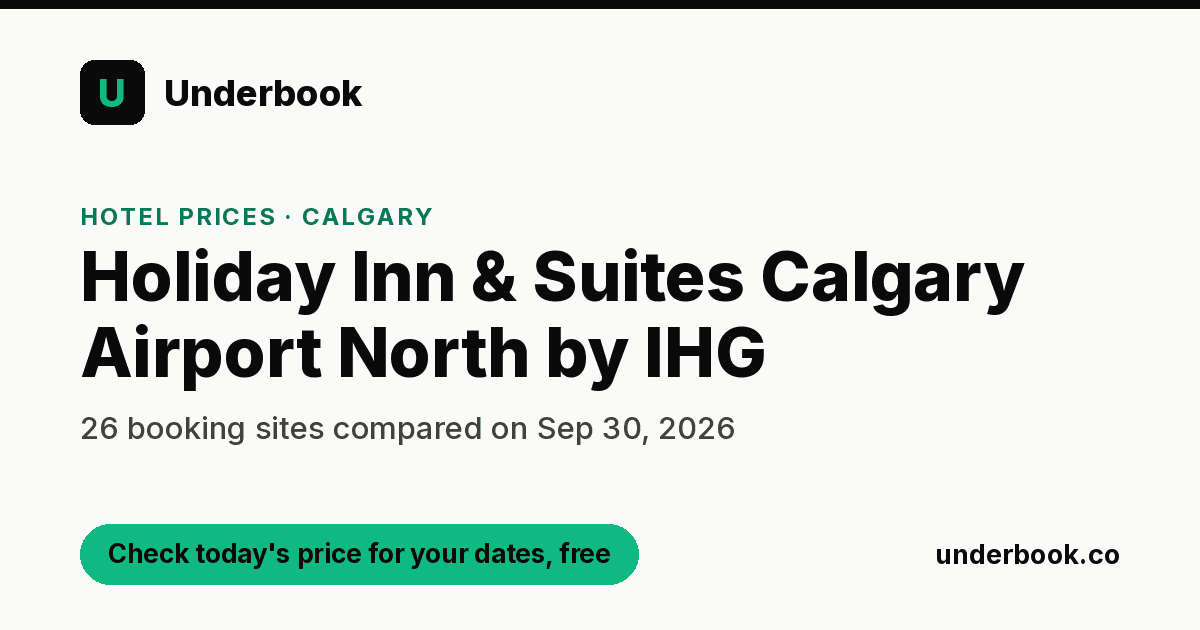 U Underbook
HOTEL PRICES · CALGARY
Holiday Inn & Suites Calgary
Airport North by IHG
26 booking sites compared on Sep 30, 2026
Check today's price for your dates, free
underbook.co